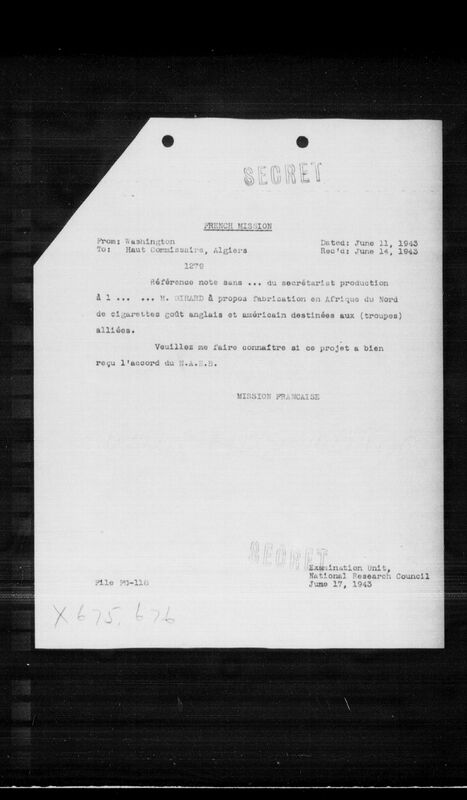 SECRET
FRENCH MISSION
From: Washington Dated: June 11, 1943
To: Haut Commissaire, Algiers Rec'd: June 14, 1943
1279
Référence note sans ... du secrétariat production
à l ... ... M. GIRARD à propos fabrication en Afrique du Nord
de cigarettes goût anglais et américain destinées aux (troupes)
alliées.
Veuillez me faire connaître si ce projet a bien
reçu l'accord du N.A.E.B.
MISSION FRANCAISE
SECRET
Examination Unit,
National Research Council
File -118 June 17, 1943
X 675, 676